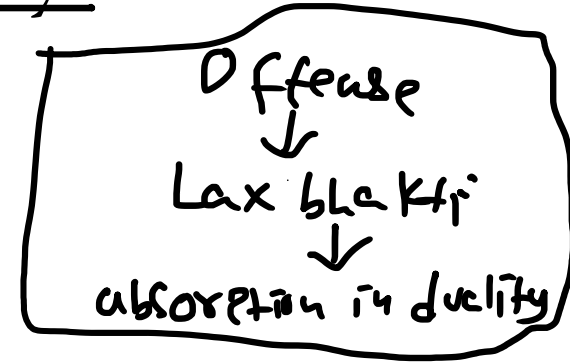 Offense
↓
Lax bhakti
↓
absorption in duality